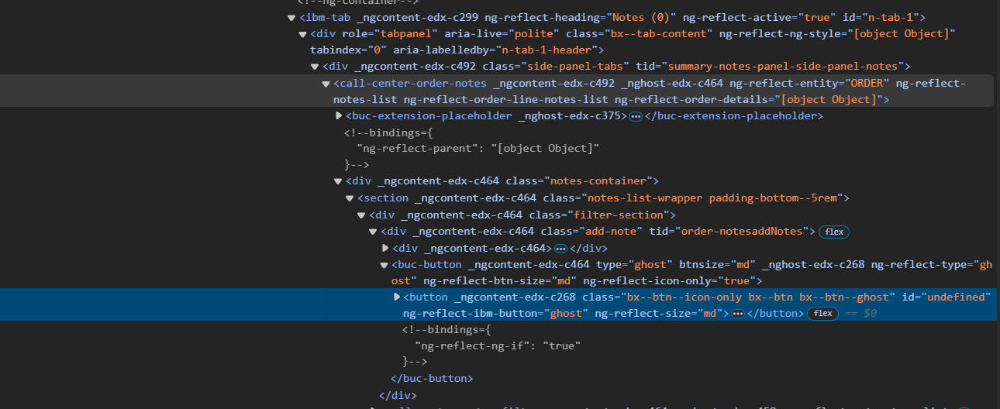 <!--ng-container-->
▼<ibm-tab _ngcontent-edx-c299 ng-reflect-heading="Notes (0)" ng-reflect-active="true" id="n-tab-1">
▼<div role="tabpanel" aria-live="polite" class="bx--tab-content" ng-reflect-ng-style="[object Object]"
tabindex="0" aria-labelledby="n-tab-1-header">
▼<div _ngcontent-edx-c492 class="side-panel-tabs" tid="summary-notes-panel-side-panel-notes">
▼<call-center-order-notes _ngcontent-edx-c492 _nghost-edx-c464 ng-reflect-entity="ORDER" ng-reflect-
notes-list ng-reflect-order-line-notes-list ng-reflect-order-details="[object Object]">
▶<buc-extension-placeholder _nghost-edx-c375>⋯</buc-extension-placeholder>
<!--bindings={
"ng-reflect-parent": "[object Object]"
}-->
▼<div _ngcontent-edx-c464 class="notes-container">
▼<section _ngcontent-edx-c464 class="notes-list-wrapper padding-bottom--5rem">
▼<div _ngcontent-edx-c464 class="filter-section">
▼<div _ngcontent-edx-c464 class="add-note" tid="order-notesaddNotes"> flex
▶<div _ngcontent-edx-c464>⋯</div>
▼<buc-button _ngcontent-edx-c464 type="ghost" btnsize="md" _nghost-edx-c268 ng-reflect-type="gh
ost" ng-reflect-btn-size="md" ng-reflect-icon-only="true">
▶<button _ngcontent-edx-c268 class="bx--btn--icon-only bx--btn bx--btn--ghost" id="undefined"
ng-reflect-ibm-button="ghost" ng-reflect-size="md">⋯</button> flex == $0
<!--bindings={
"ng-reflect-ng-if": "true"
}-->
</buc-button>
</div>